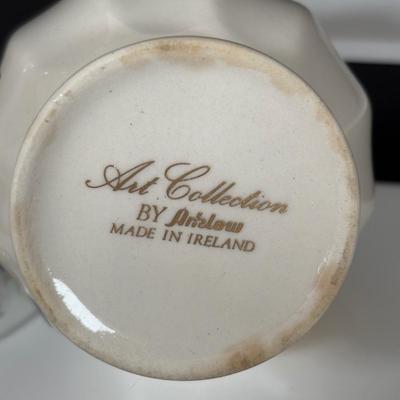 Art Collection
BY Arklow
MADE IN IRELAND